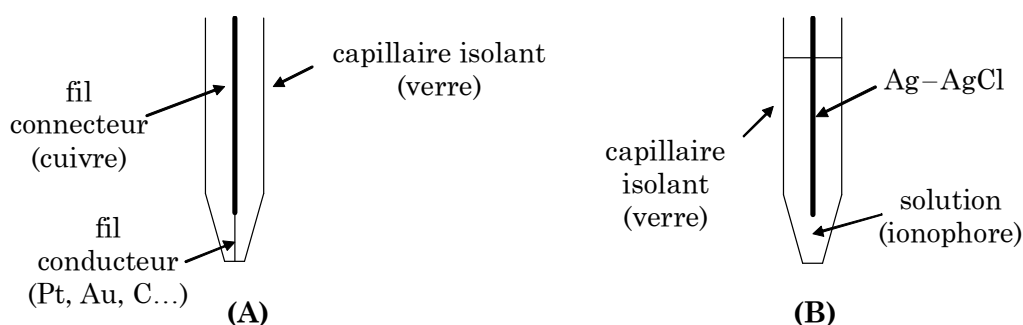 fil
connecteur
(cuivre)
capillaire isolant
(verre)
fil
conducteur
(Pt, Au, C…)
(A)
Ag–AgCl
capillaire
isolant
(verre)
solution
(ionophore)
(B)